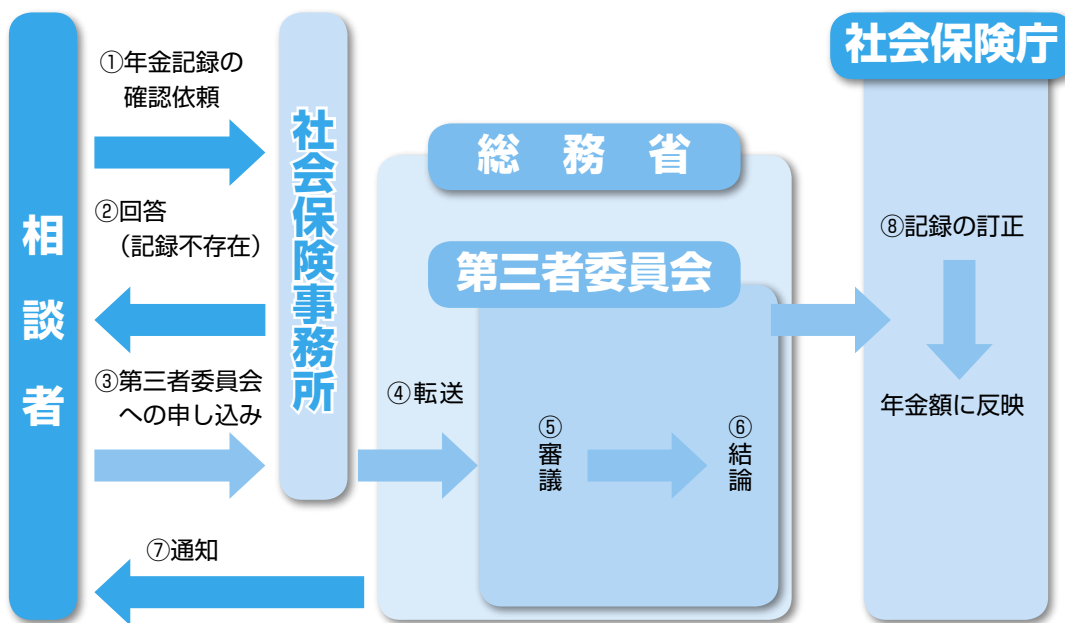 相談者
①年金記録の
確認依頼
②回答
(記録不存在)
③第三者委員会
への申し込み
⑦通知
社会保険事務所
総務省
第三者委員会
④転送
⑤審議
⑥結論
社会保険庁
⑧記録の訂正
年金額に反映